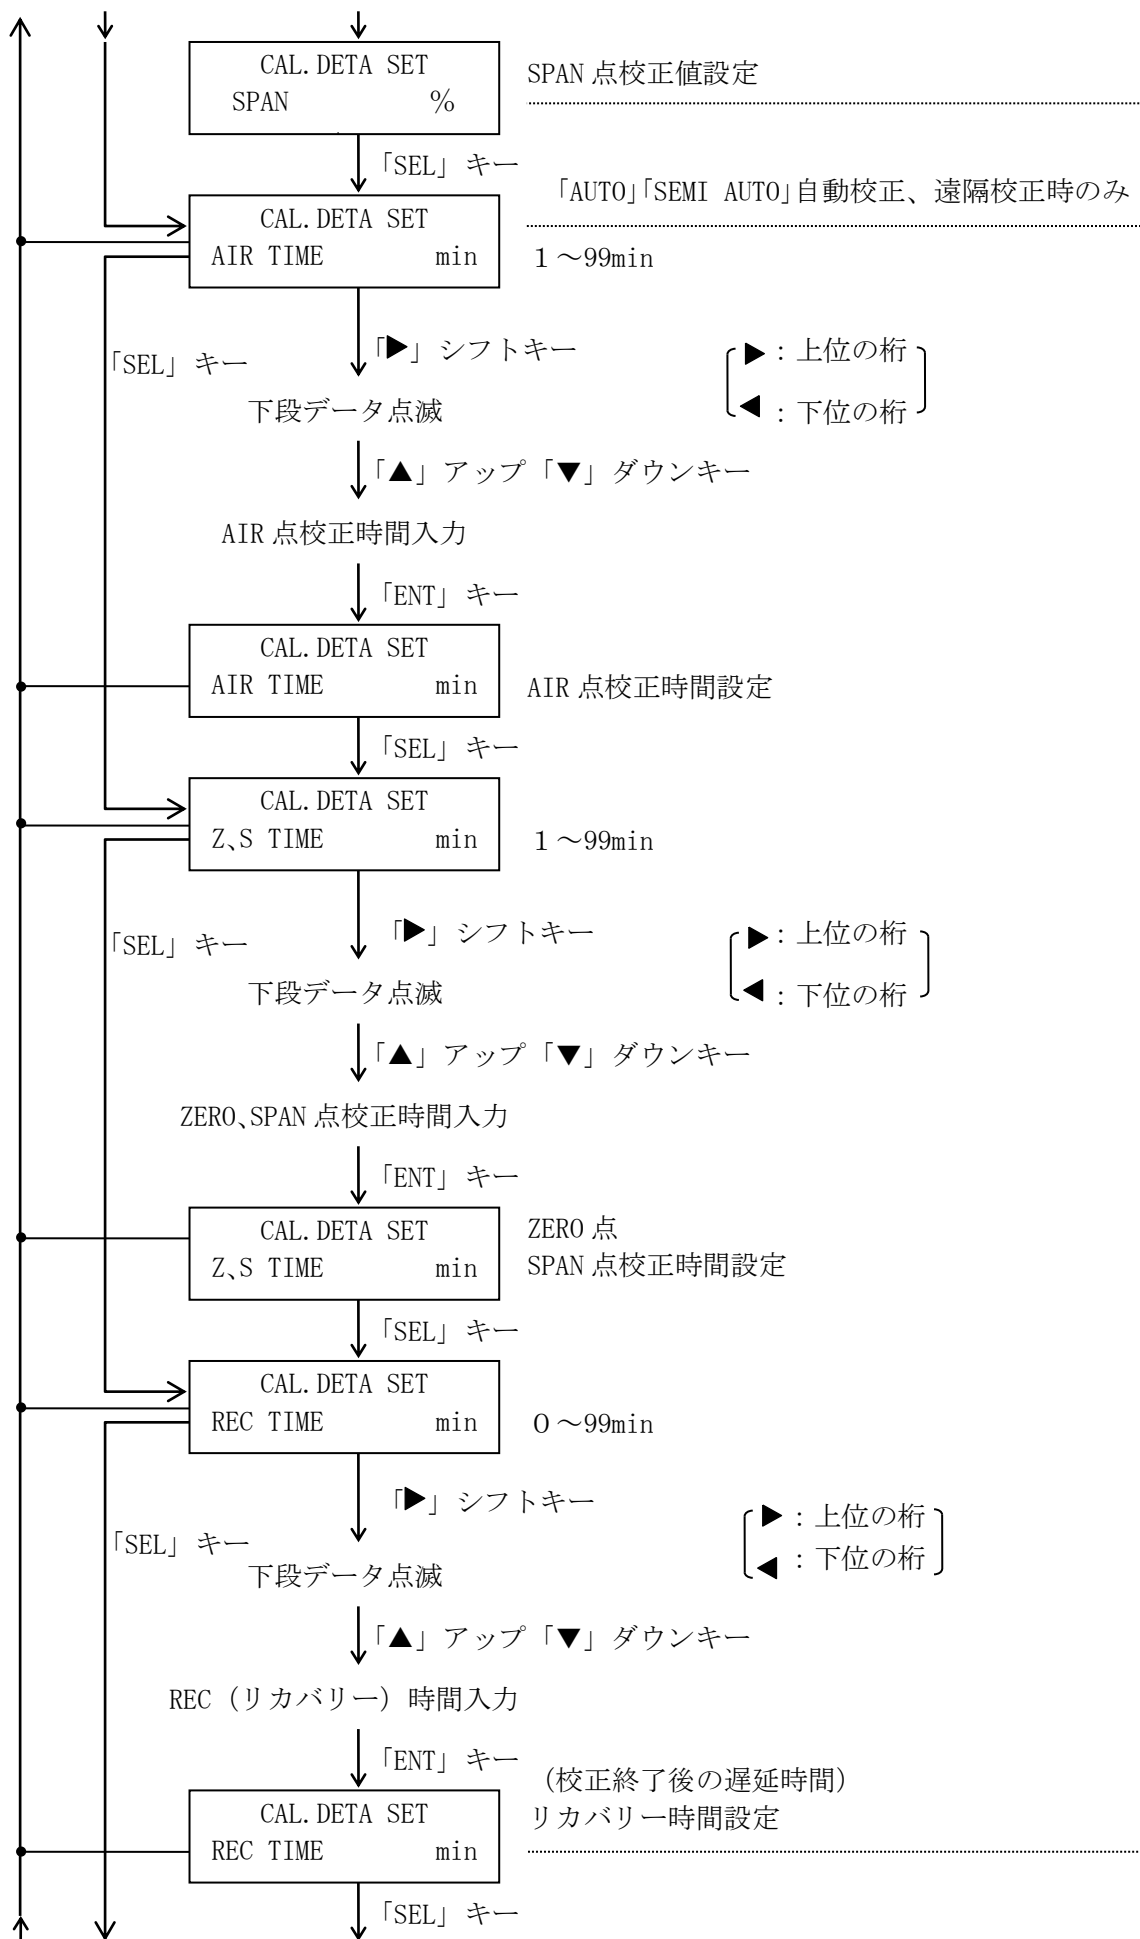 CAL.DETA SET
SPAN %
SPAN 点校正値設定
「SEL」キー
「AUTO」「SEMI AUTO」自動校正、遠隔校正時のみ
CAL.DETA SET
AIR TIME min
1～99min
「SEL」キー
「▶」シフトキー
▶：上位の桁
◀：下位の桁
下段データ点滅
「▲」アップ「▼」ダウンキー
AIR 点校正時間入力
「ENT」キー
CAL.DETA SET
AIR TIME min
AIR 点校正時間設定
「SEL」キー
CAL.DETA SET
Z、S TIME min
1～99min
「SEL」キー
「▶」シフトキー
▶：上位の桁
◀：下位の桁
下段データ点滅
「▲」アップ「▼」ダウンキー
ZERO、SPAN 点校正時間入力
「ENT」キー
CAL.DETA SET
Z、S TIME min
ZERO 点
SPAN 点校正時間設定
「SEL」キー
CAL.DETA SET
REC TIME min
0～99min
「SEL」キー
「▶」シフトキー
▶：上位の桁
◀：下位の桁
下段データ点滅
「▲」アップ「▼」ダウンキー
REC（リカバリー）時間入力
「ENT」キー
（校正終了後の遅延時間）
リカバリー時間設定
CAL.DETA SET
REC TIME min
「SEL」キー